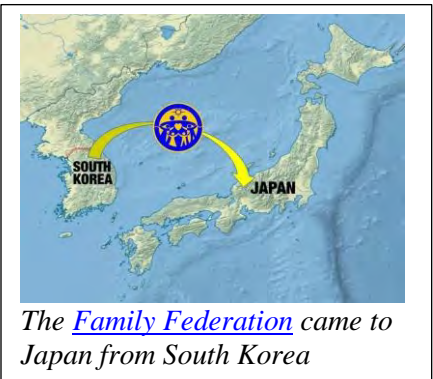 SOUTH
KOREA
JAPAN
The Family Federation came to
Japan from South Korea